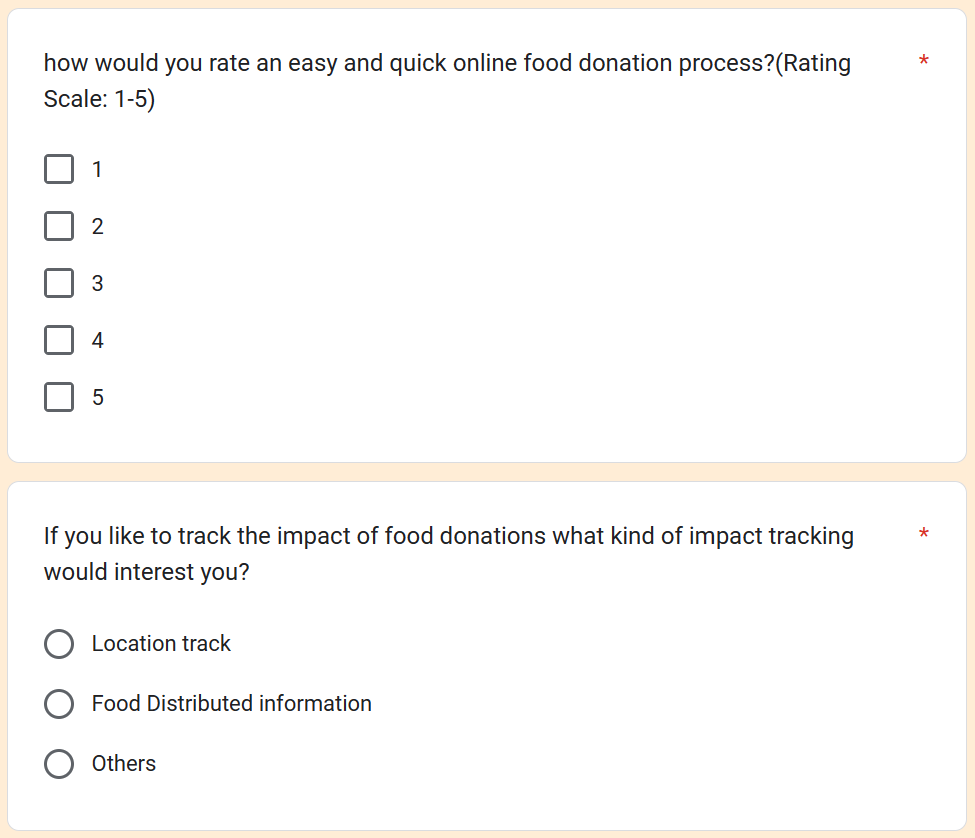 how would you rate an easy and quick online food donation process?(Rating *
Scale: 1-5)
1
2
3
4
5
If you like to track the impact of food donations what kind of impact tracking *
would interest you?
Location track
Food Distributed information
Others